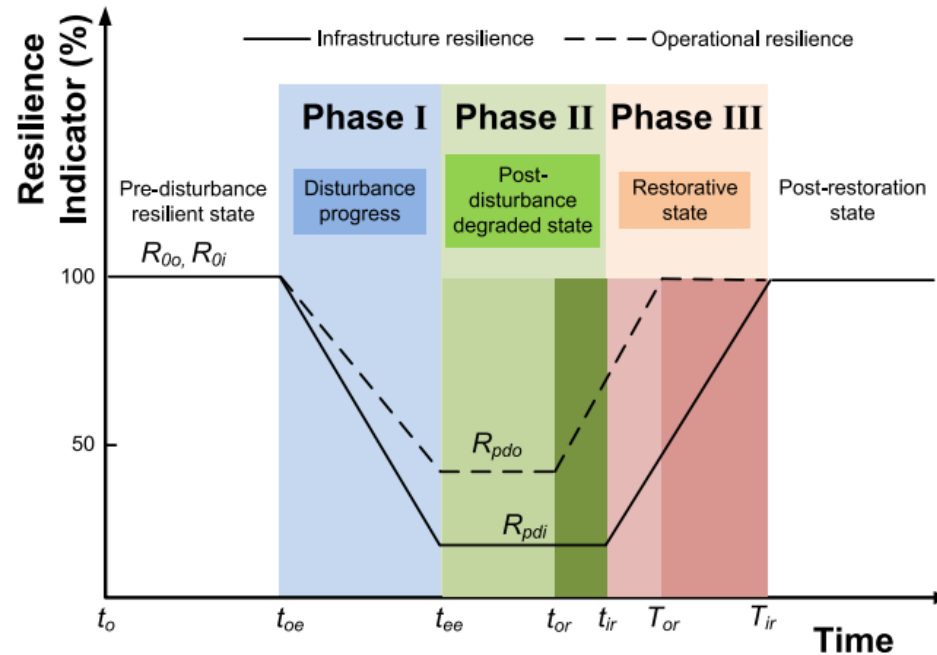 Resilience
Indicator (%)
Infrastructure resilience
Operational resilience
Phase I
Phase II
Phase III
Pre-disturbance
resilient state
Disturbance
progress
Post-
disturbance
degraded state
Restorative
state
Post-restoration
state
R0o, R0i
100
50
Rpdo
Rpdi
to
toe
tee
tor
tir
Tor
Tir
Time